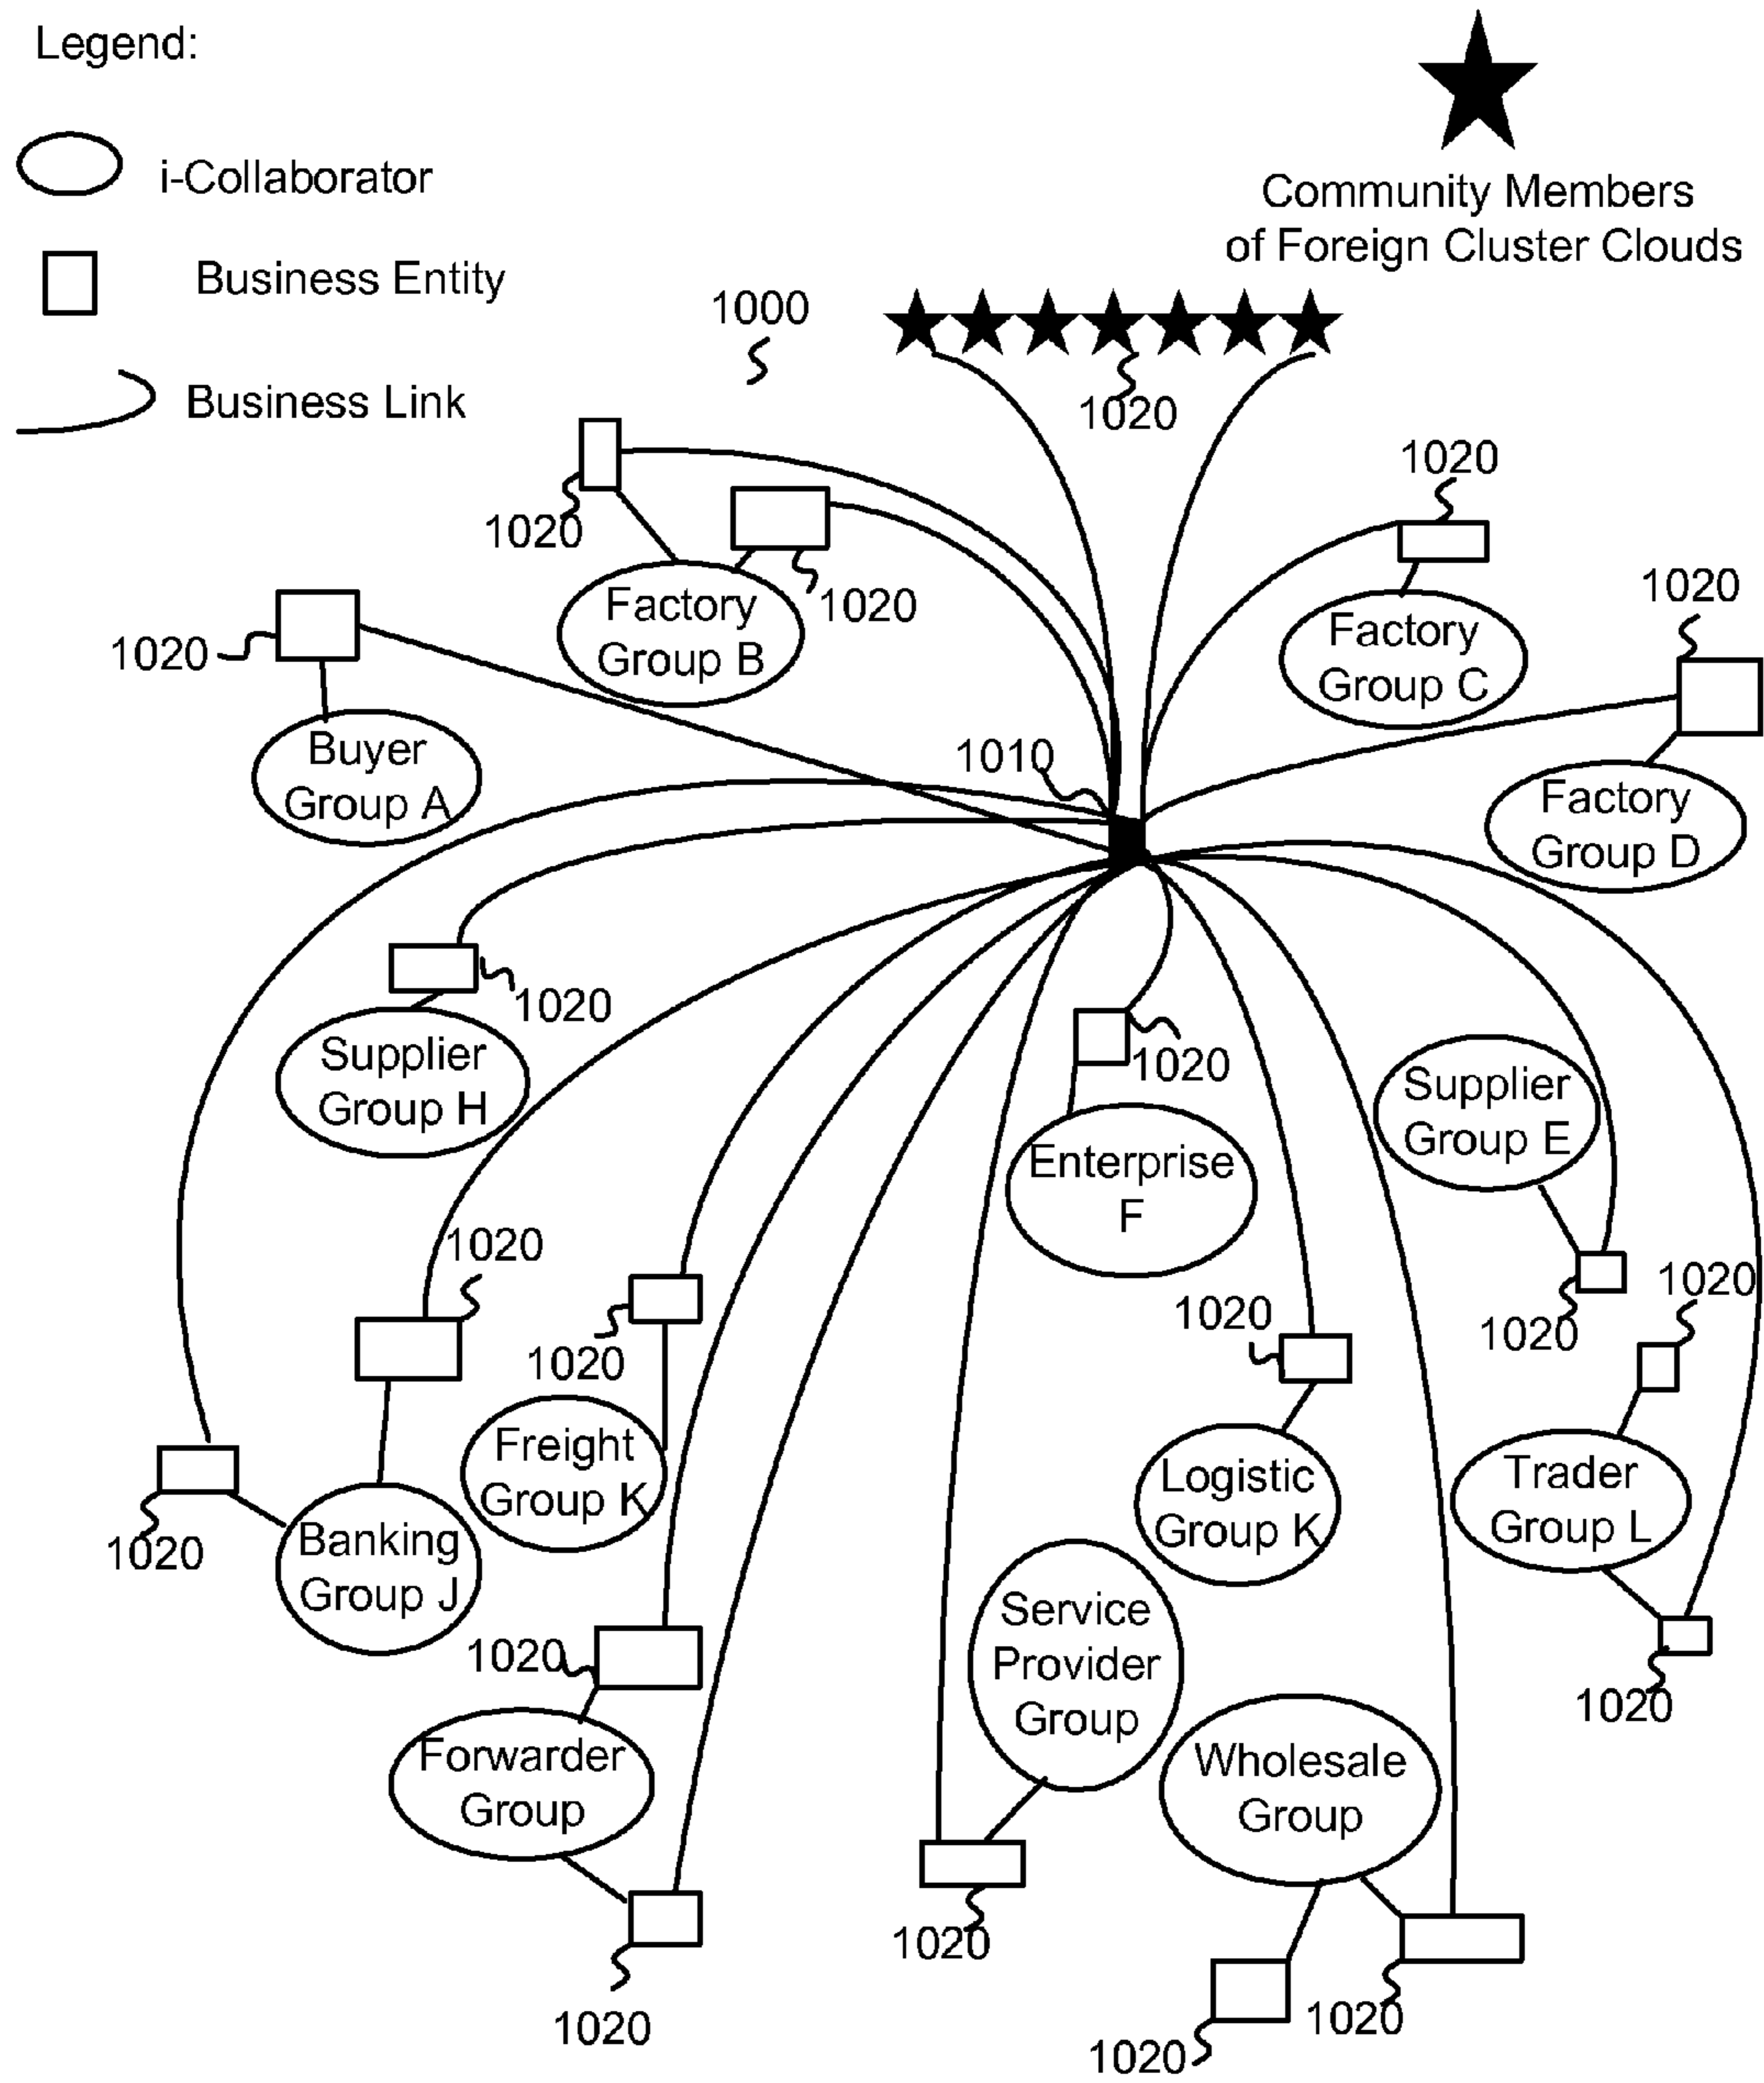 Legend:
i-Collaborator
Business Entity
Business Link
Community Members
of Foreign Cluster Clouds
1000
1020
1020
1020
1020
Factory
Group B
1020
Factory
Group C
1020
1020
Buyer
Group A
1010
Factory
Group D
1020
Supplier
Group H
1020
Supplier
Group E
Enterprise
F
1020
1020
1020
1020
1020
Freight
Group K
Logistic
Group K
Trader
Group L
1020
Banking
Group J
Service
Provider
Group
1020
1020
Forwarder
Group
Wholesale
Group
1020
1020
1020
1020